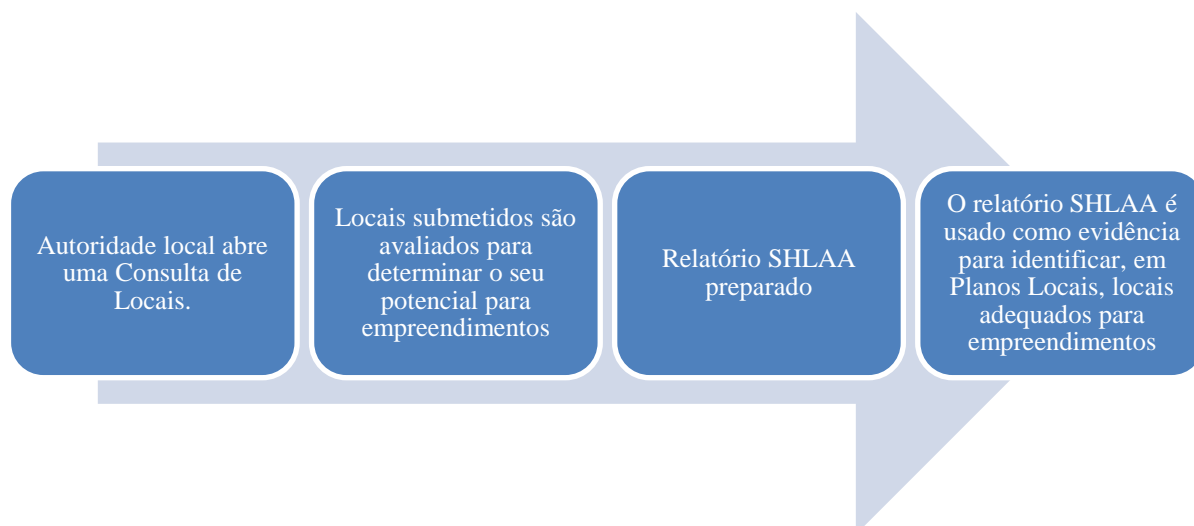 Autoridade local abre
uma Consulta de
Locais.
Locais submetidos são
avaliados para
determinar o seu
potencial para
empreendimentos
Relatório SHLAA
preparado
O relatório SHLAA é
usado como evidência
para identificar, em
Planos Locais, locais
adequados para
empreendimentos